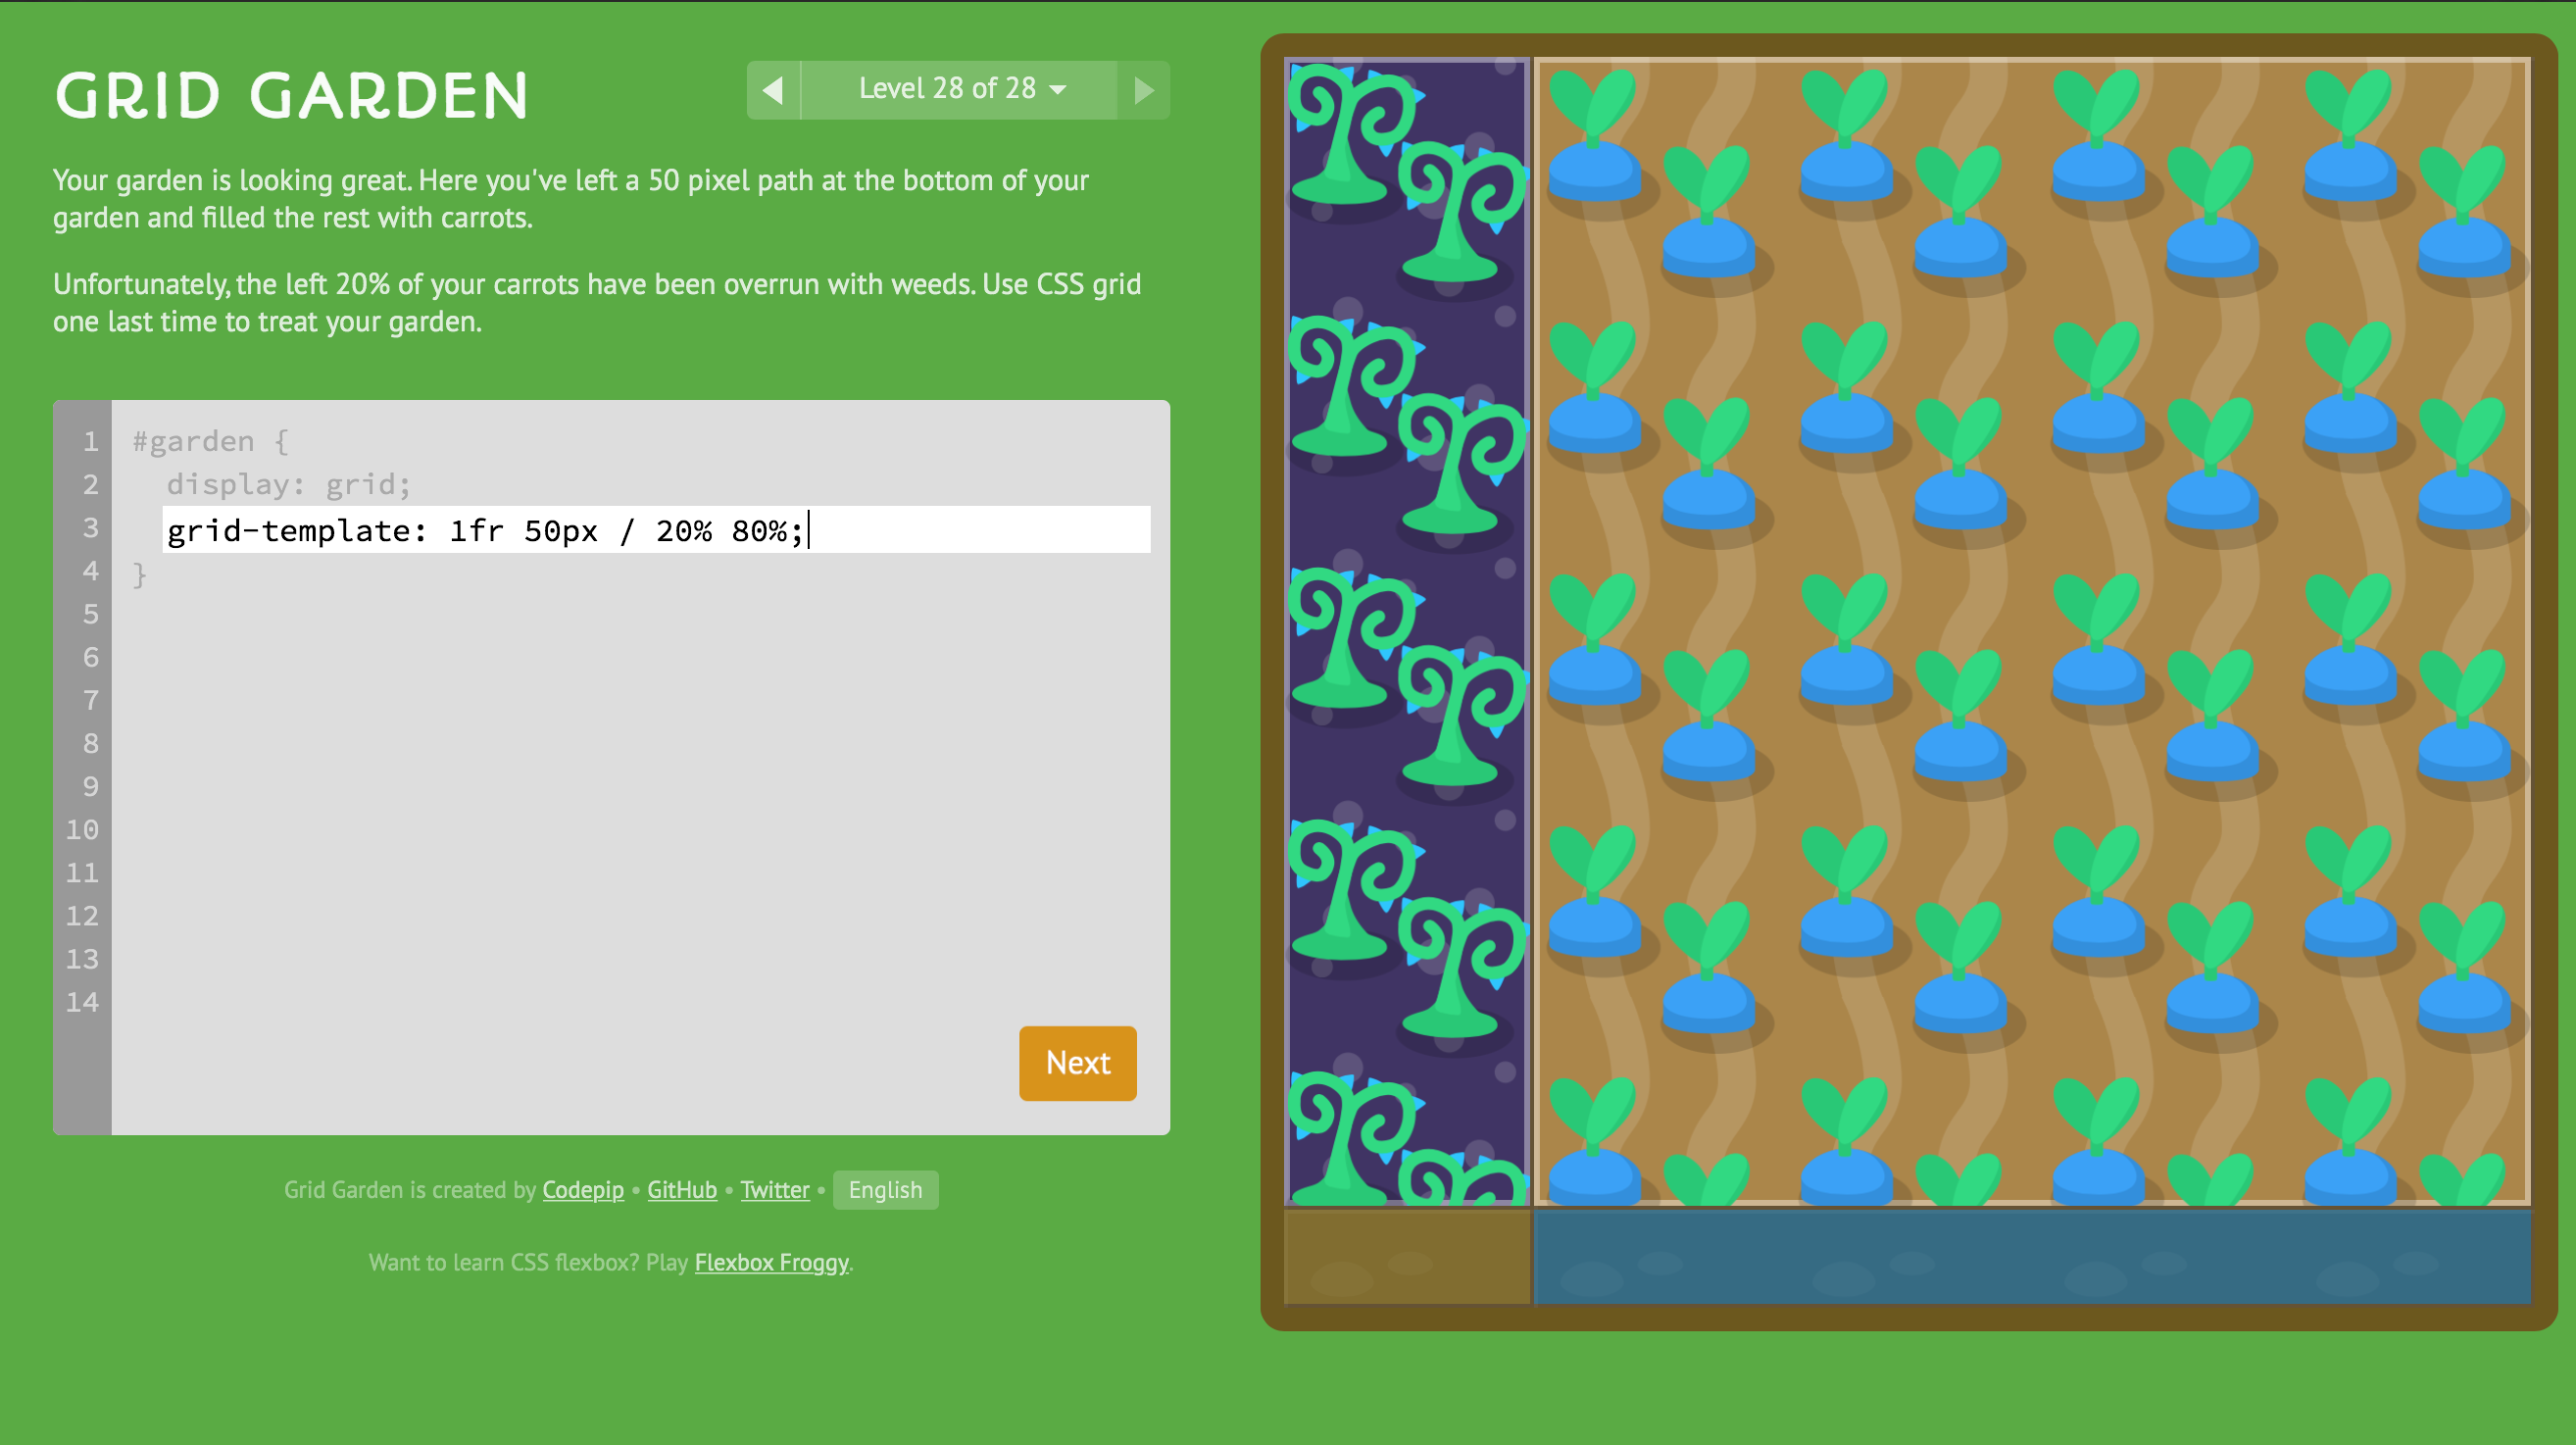 GRID GARDEN
Level 28 of 28
Your garden is looking great. Here you've left a 50 pixel path at the bottom of your
garden and filled the rest with carrots.
Unfortunately, the left 20% of your carrots have been overrun with weeds. Use CSS grid
one last time to treat your garden.
1 #garden {
2 display: grid;
3 grid-template: 1fr 50px / 20% 80%;
4 }
5
6
7
8
9
10
11
12
13
14
Next
Grid Garden is created by Codepip • GitHub • Twitter • English
Want to learn CSS flexbox? Play Flexbox Froggy.